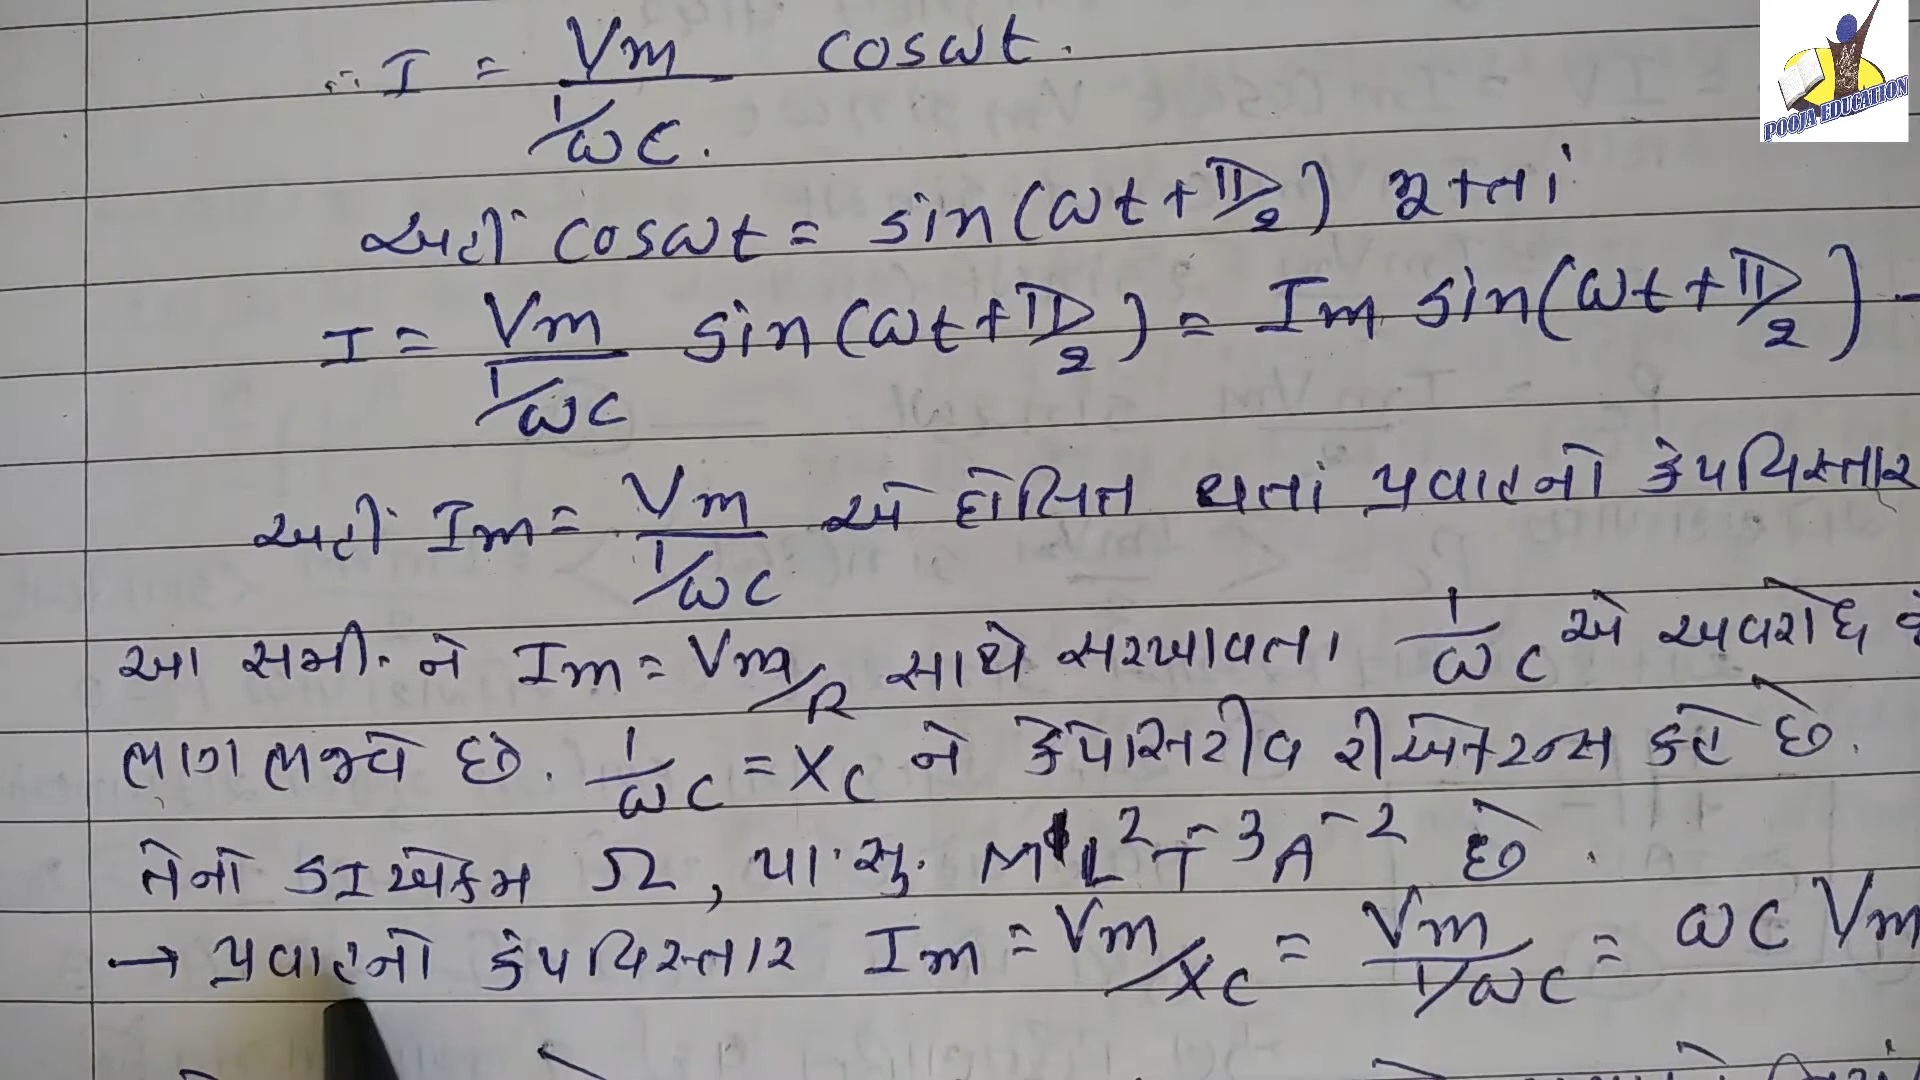 ∴ I = Vm / (1/ωC) cosωt.
અહીં cosωt = sin(ωt + π/2) મૂકતાં
I = Vm / (1/ωC) sin(ωt + π/2) = Im sin(ωt + π/2) -
અહીં Im = Vm / (1/ωC) એ દોલિત થતાં પ્રવાહનો કંપવિસ્તાર
આ સમી. ને Im = Vm/R સાથે સરખાવતા 1/ωC એ અવરોધ
ભાગ ભજવે છે. 1/ωC = XC ને કેપેસિટીવ રીએક્ટન્સ કહે છે.
તેનો SI એકમ Ω, પા.સૂ. M¹L²T⁻³A⁻² છે.
→ પ્રવાહનો કંપવિસ્તાર Im = Vm/XC = Vm / (1/ωC) = ωC Vm
POOJA EDUCATION